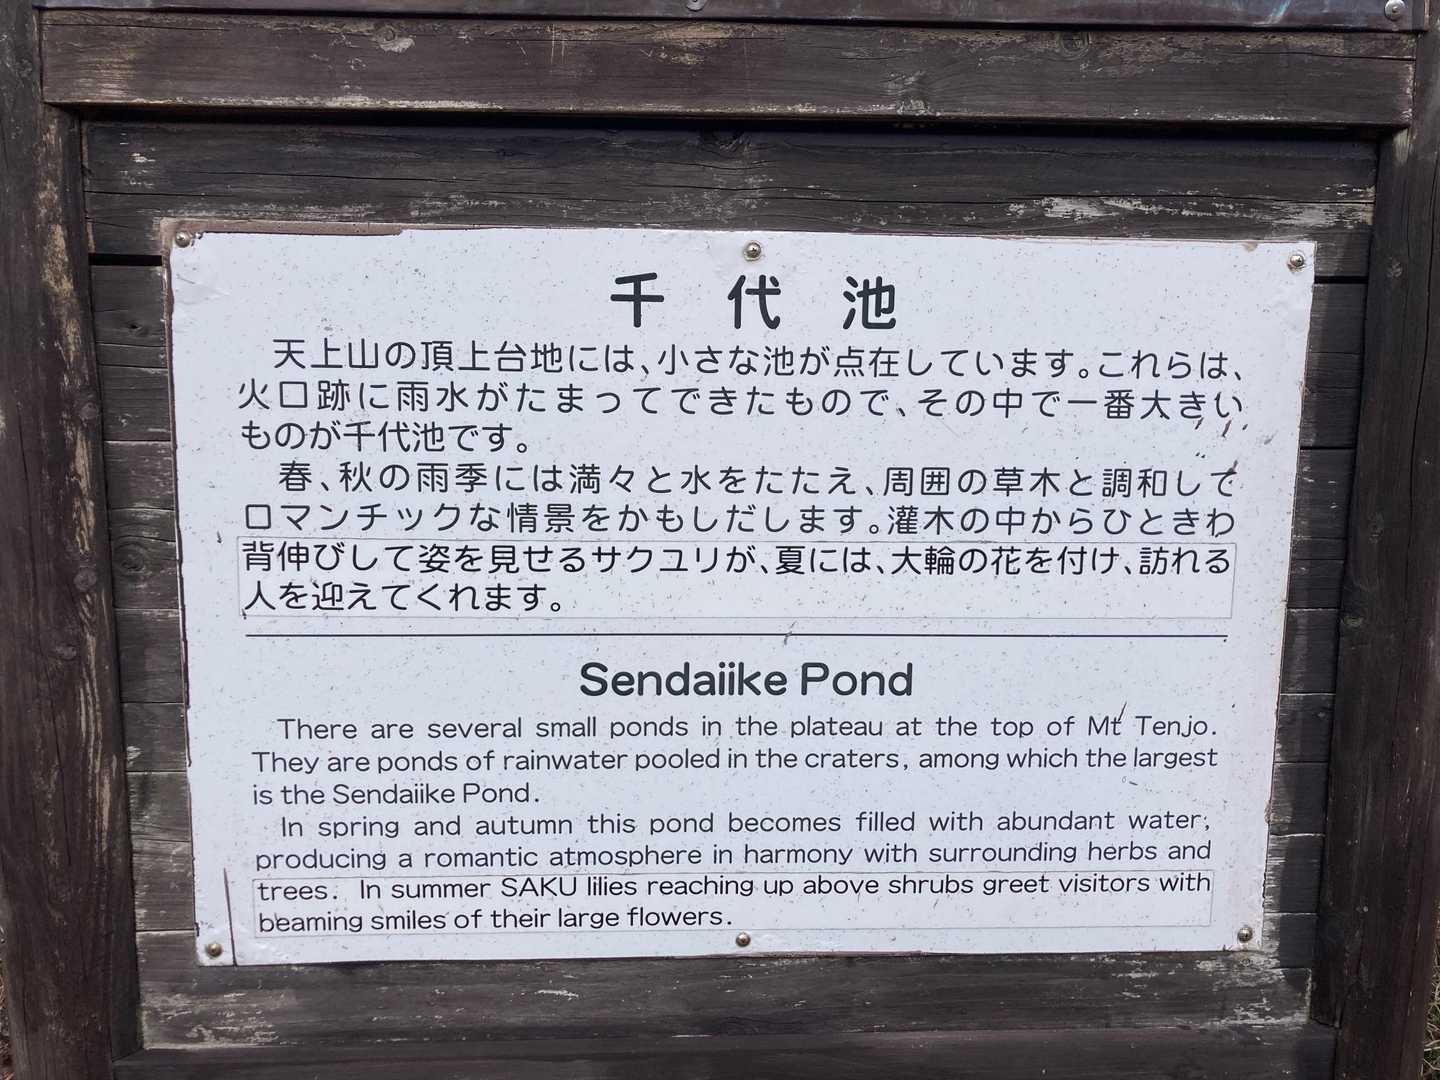 千代池
天上山の頂上台地には、小さな池が点在しています。これらは、
火口跡に雨水がたまってできたもので、その中で一番大きい
ものが千代池です。
春、秋の雨季には満々と水をたたえ、周囲の草木と調和して
ロマンチックな情景をかもしだします。灌木の中からひときわ
背伸びして姿を見せるサクユリが、夏には、大輪の花を付け、訪れる
人を迎えてくれます。
Sendaiike Pond
There are several small ponds in the plateau at the top of Mt Tenjo.
They are ponds of rainwater pooled in the craters, among which the largest
is the Sendaiike Pond.
In spring and autumn this pond becomes filled with abundant water,
producing a romantic atmosphere in harmony with surrounding herbs and
trees. In summer SAKU lilies reaching up above shrubs greet visitors with
beaming smiles of their large flowers.